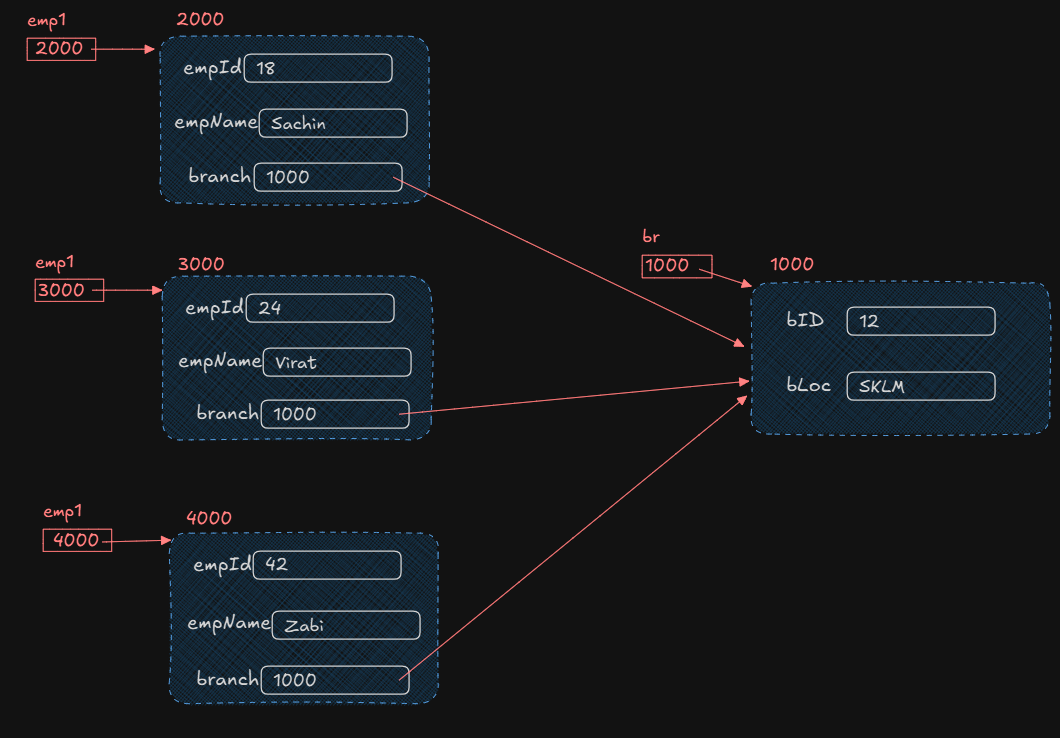 emp1
2000
2000
empId 18
empName Sachin
branch 1000
br
1000
1000
bID 12
bLoc SKLM
emp1
3000
3000
empId 24
empName Virat
branch 1000
emp1
4000
4000
empId 42
empName Zabi
branch 1000